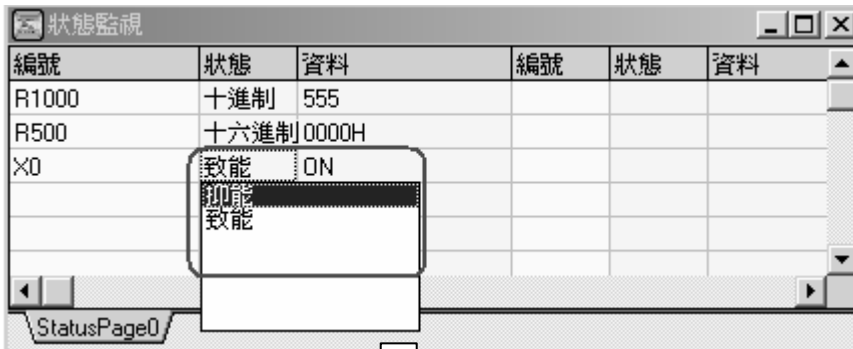 狀態監視
編號 狀態 資料 編號 狀態 資料
R1000 十進制 555
R500 十六進制 0000H
X0 致能 ON
抑能
致能
StatusPage0